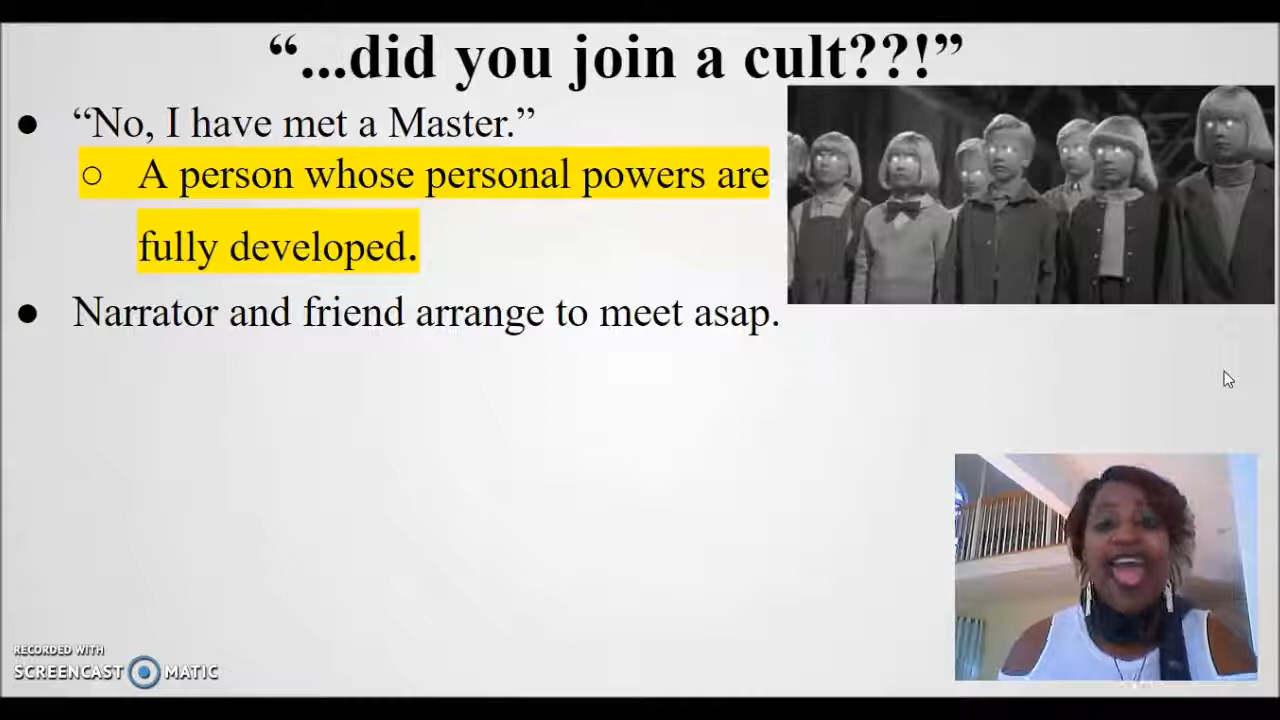 “...did you join a cult??!”
● “No, I have met a Master.”
○ A person whose personal powers are
fully developed.
● Narrator and friend arrange to meet asap.
RECORDED WITH
SCREENCAST MATIC